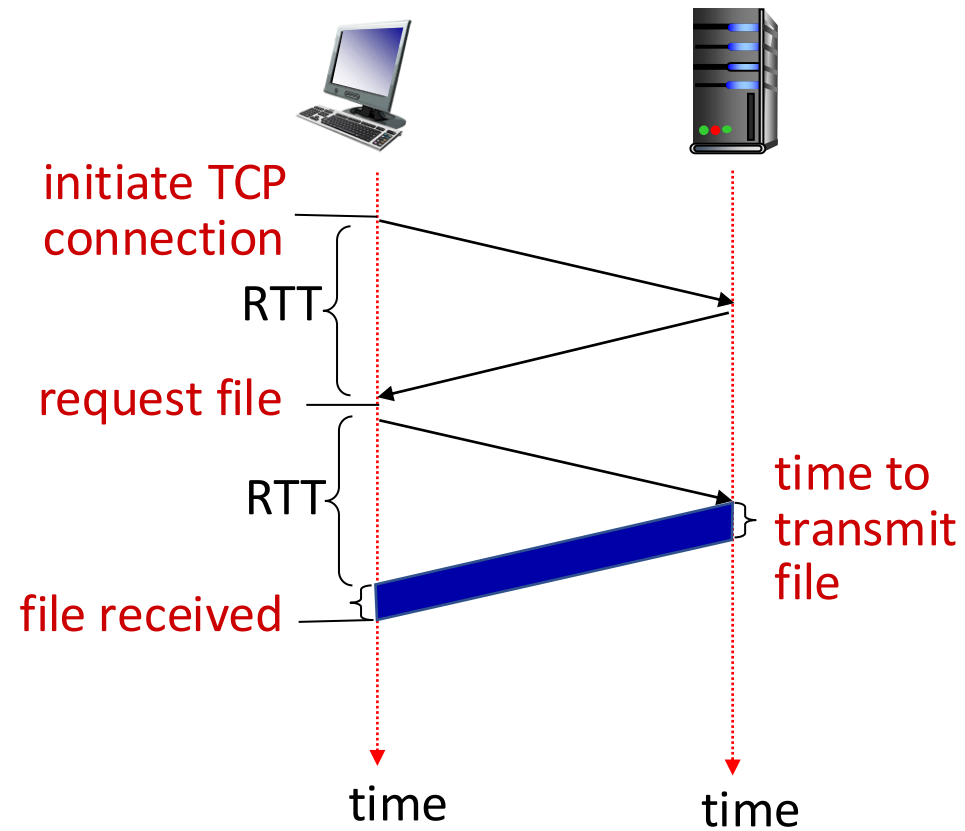 initiate TCP
connection
RTT
request file
RTT
time to
transmit
file
file received
time
time